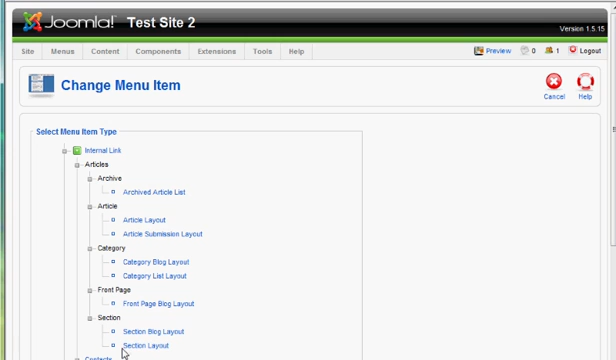 Joomla! Test Site 2
Version 1.5.15
Site Menus Content Components Extensions Tools Help Preview 0 1 Logout
Change Menu Item
Cancel Help
Select Menu Item Type
Internal Link
Articles
Archive
Archived Article List
Article
Article Layout
Article Submission Layout
Category
Category Blog Layout
Category List Layout
Front Page
Front Page Blog Layout
Section
Section Blog Layout
Section Layout
Contacts